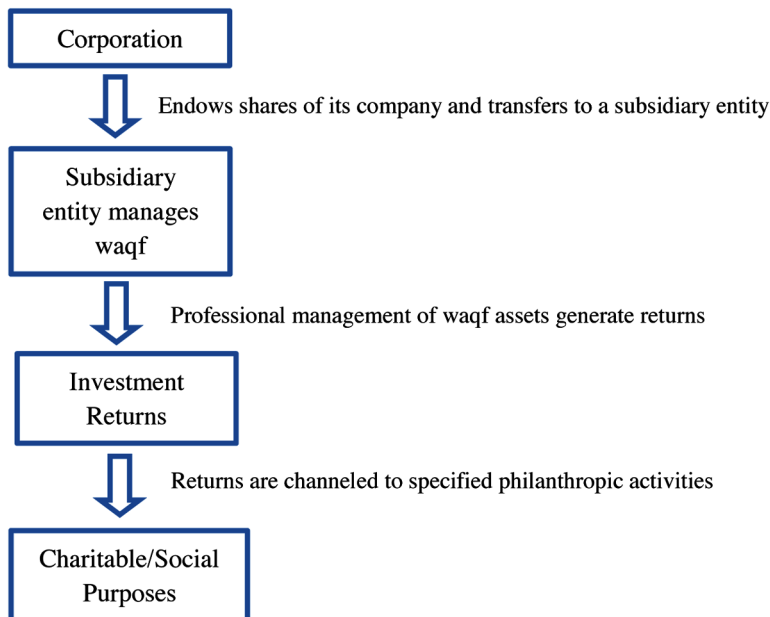 Corporation
Endows shares of its company and transfers to a subsidiary entity
Subsidiary
entity manages
waqf
Professional management of waqf assets generate returns
Investment
Returns
Returns are channeled to specified philanthropic activities
Charitable/Social
Purposes